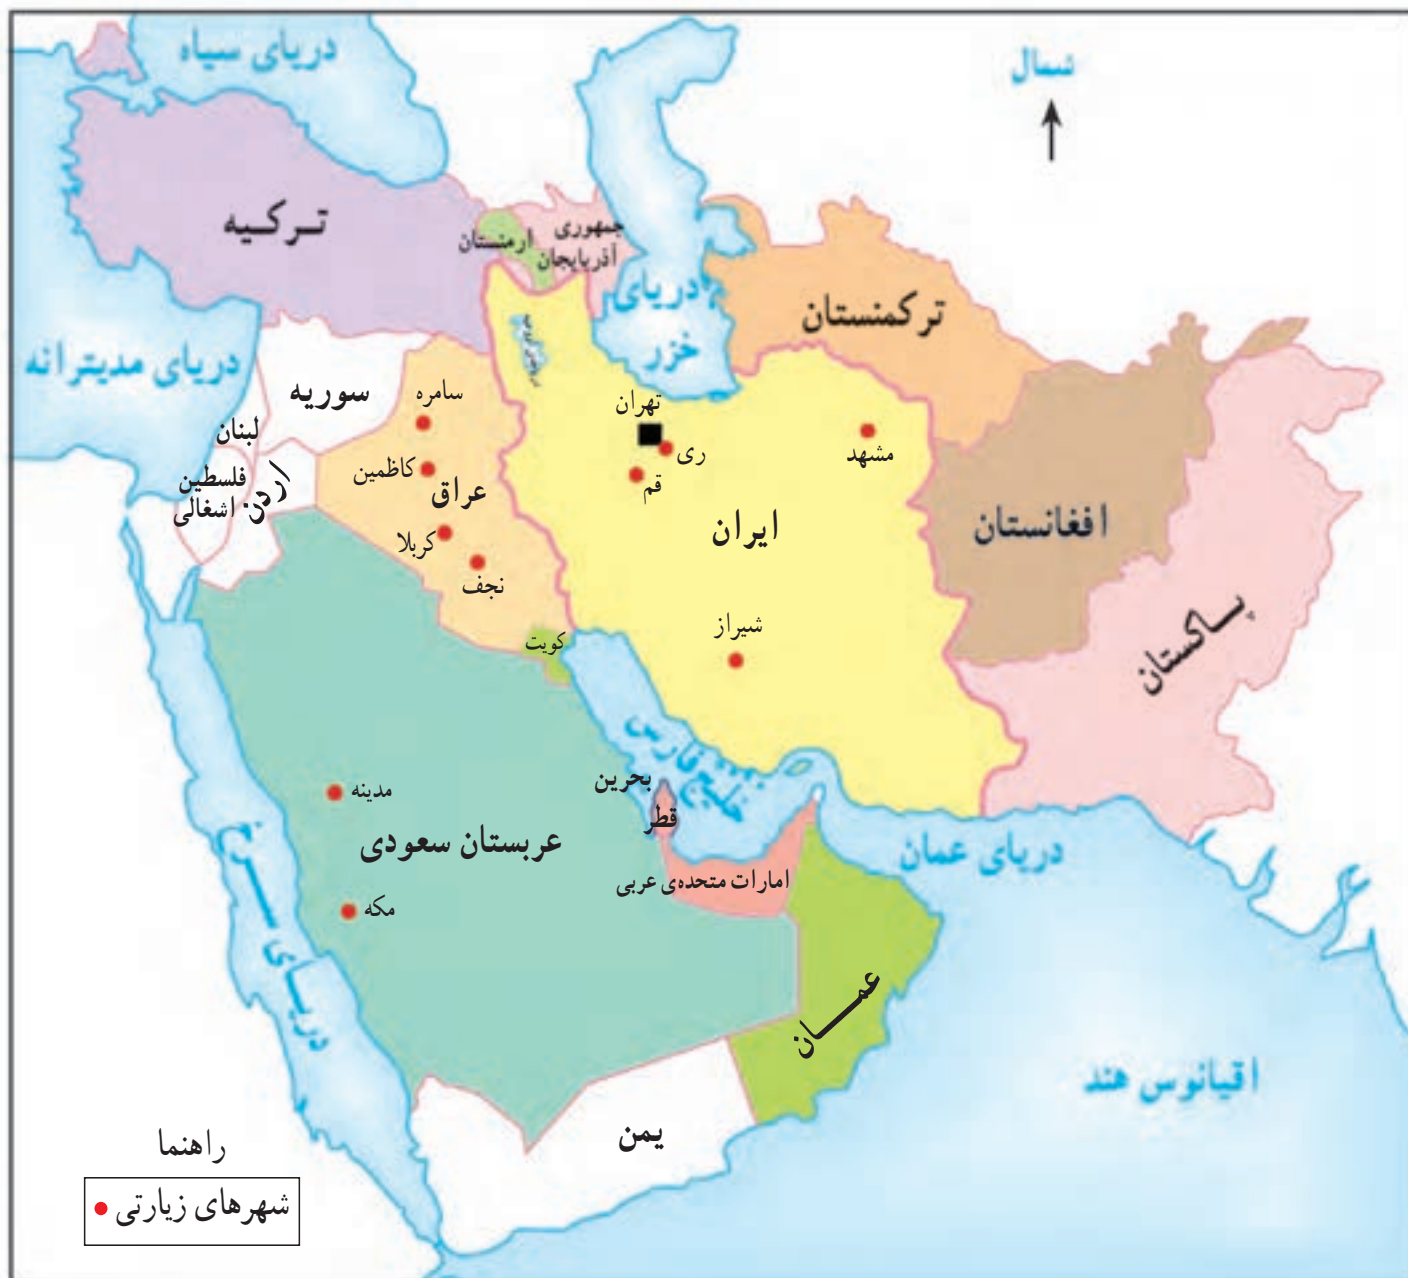 دریای سیاه
شمال
ترکیه
ارمنستان
جمهوری
آذربایجان
دریای
خزر
ترکمنستان
دریای مدیترانه
سوریه
سامره
تهران
ری
قم
مشهد
لبنان
فلسطین
اشغالی
اردن
کاظمین
عراق
کربلا
نجف
ایران
افغانستان
پاکستان
شیراز
کویت
خلیج فارس
بحرین
قطر
مدینه
عربستان سعودی
مکه
امارات متحده‌ی عربی
دریای عمان
دریای سرخ
عمان
اقیانوس هند
یمن
راهنما
شهرهای زیارتی